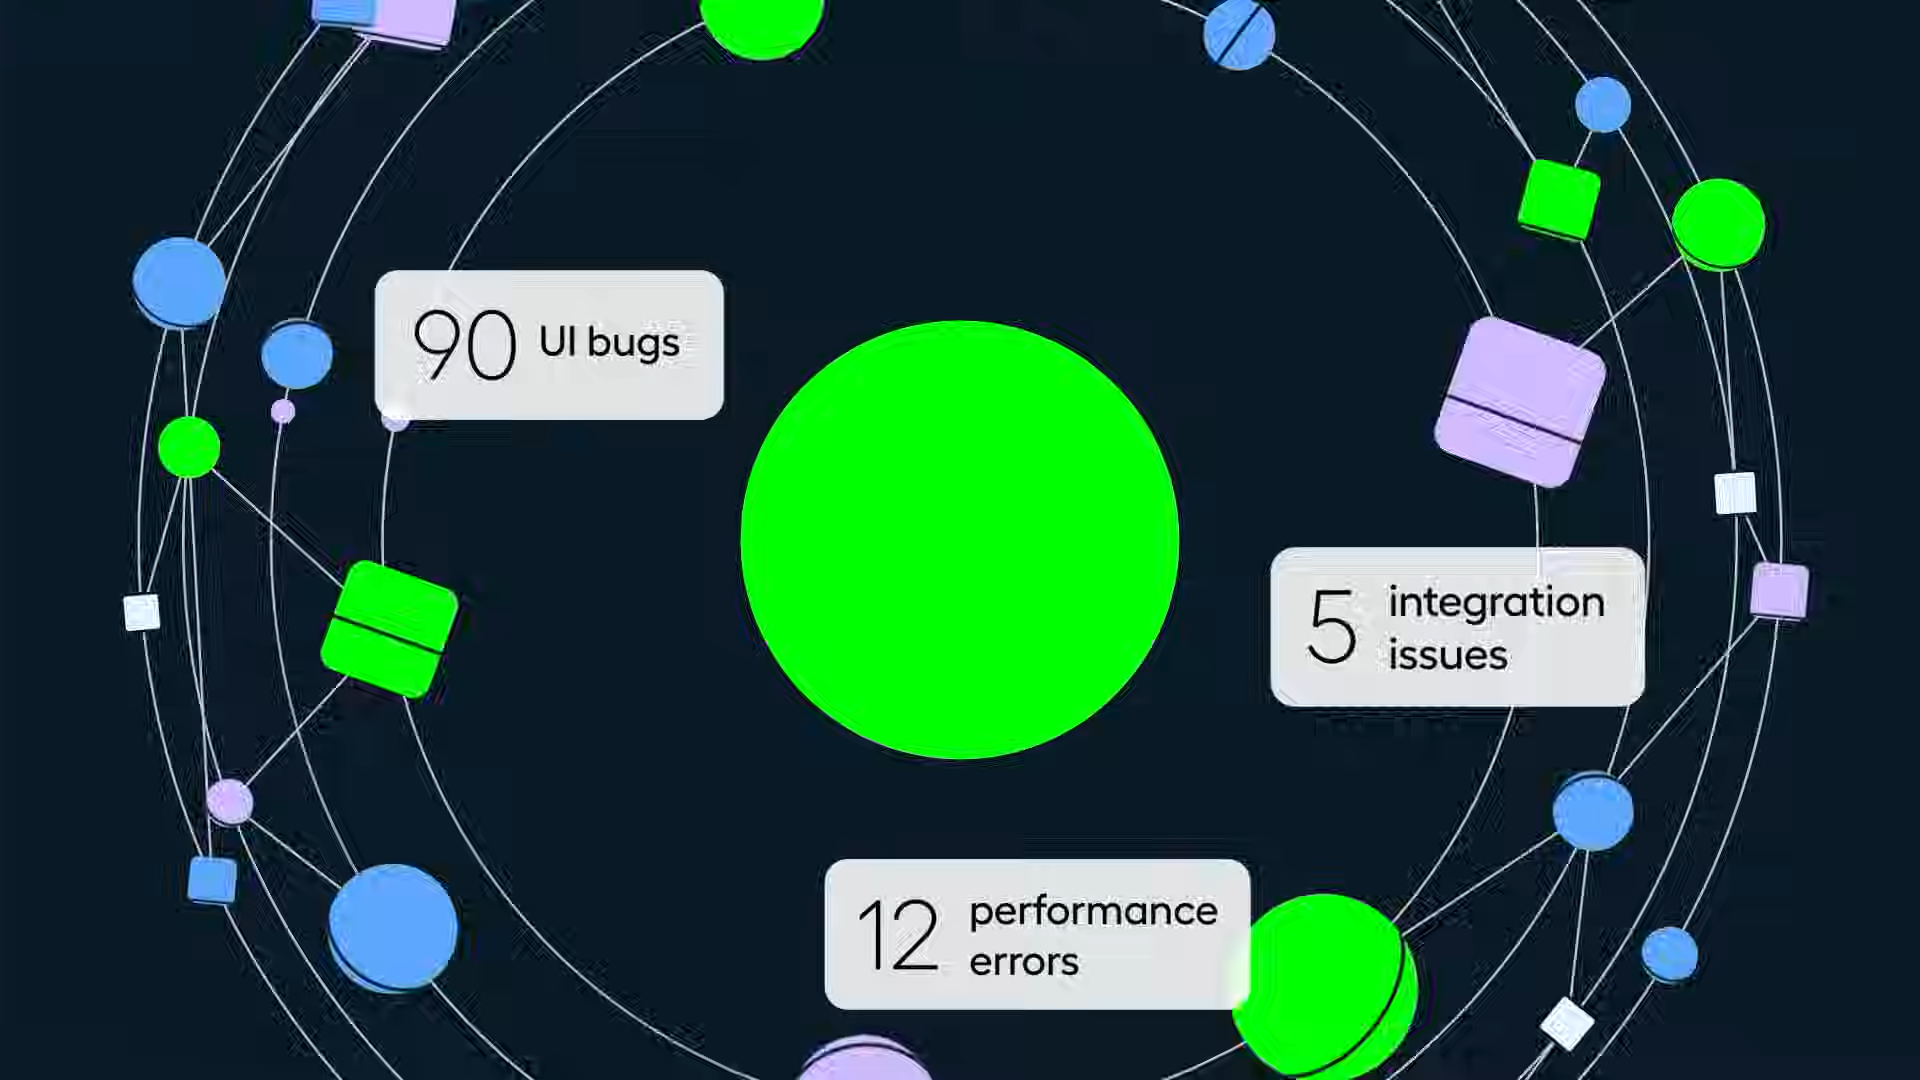 90 UI bugs
5 integration
issues
12 performance
errors